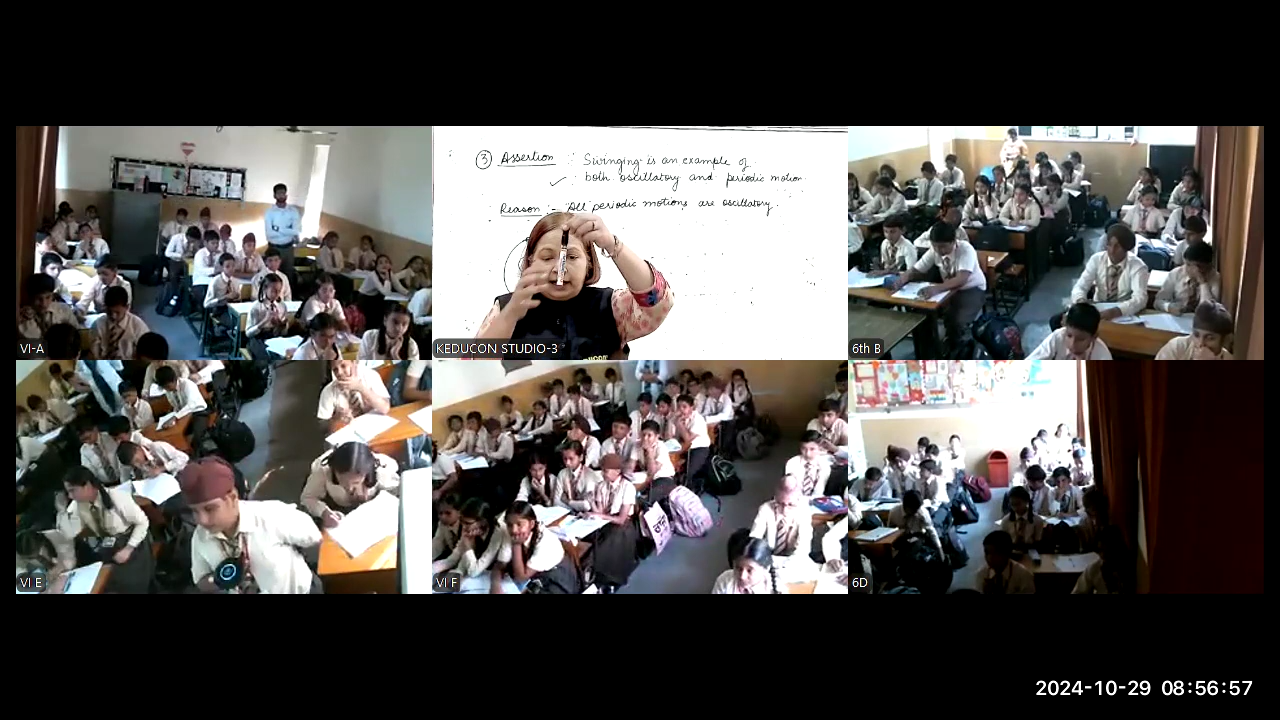 ③ Assertion : Swinging is an example of
both oscillatory and periodic motion.
Reason :- All periodic motions are oscillatory.
VI-A
KEDUCON STUDIO-3
6th B
VI E
VI F
6D
2024-10-29 08:56:57